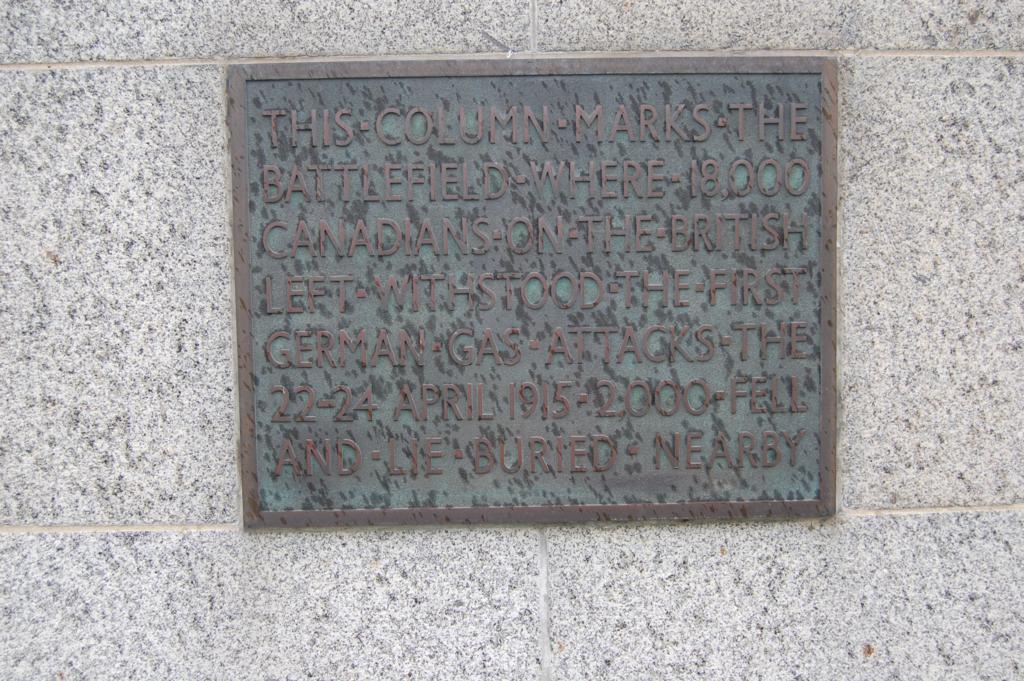 THIS·COLUMN·MARKS·THE
BATTLEFIELD·WHERE·18,000
CANADIANS·ON·THE·BRITISH
LEFT·WITHSTOOD·THE·FIRST
GERMAN·GAS·ATTACKS·THE
22-24 APRIL 1915·2,000·FELL
AND·LIE·BURIED·NEARBY